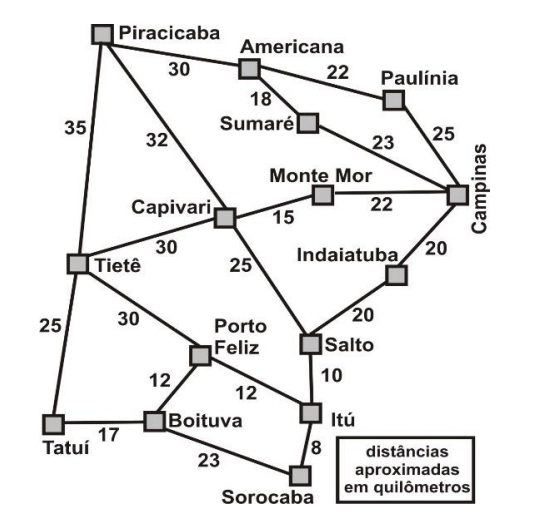 Piracicaba
Americana
30
22
Paulínia
18
Sumaré
35
32
23
25
Monte Mor
Campinas
Capivari
15
22
Indaiatuba
20
30
Tietê
25
20
25
30
Porto
Feliz
Salto
10
12
12
Itú
Boituva
17
Tatuí
23
8
Sorocaba
distâncias
aproximadas
em quilômetros